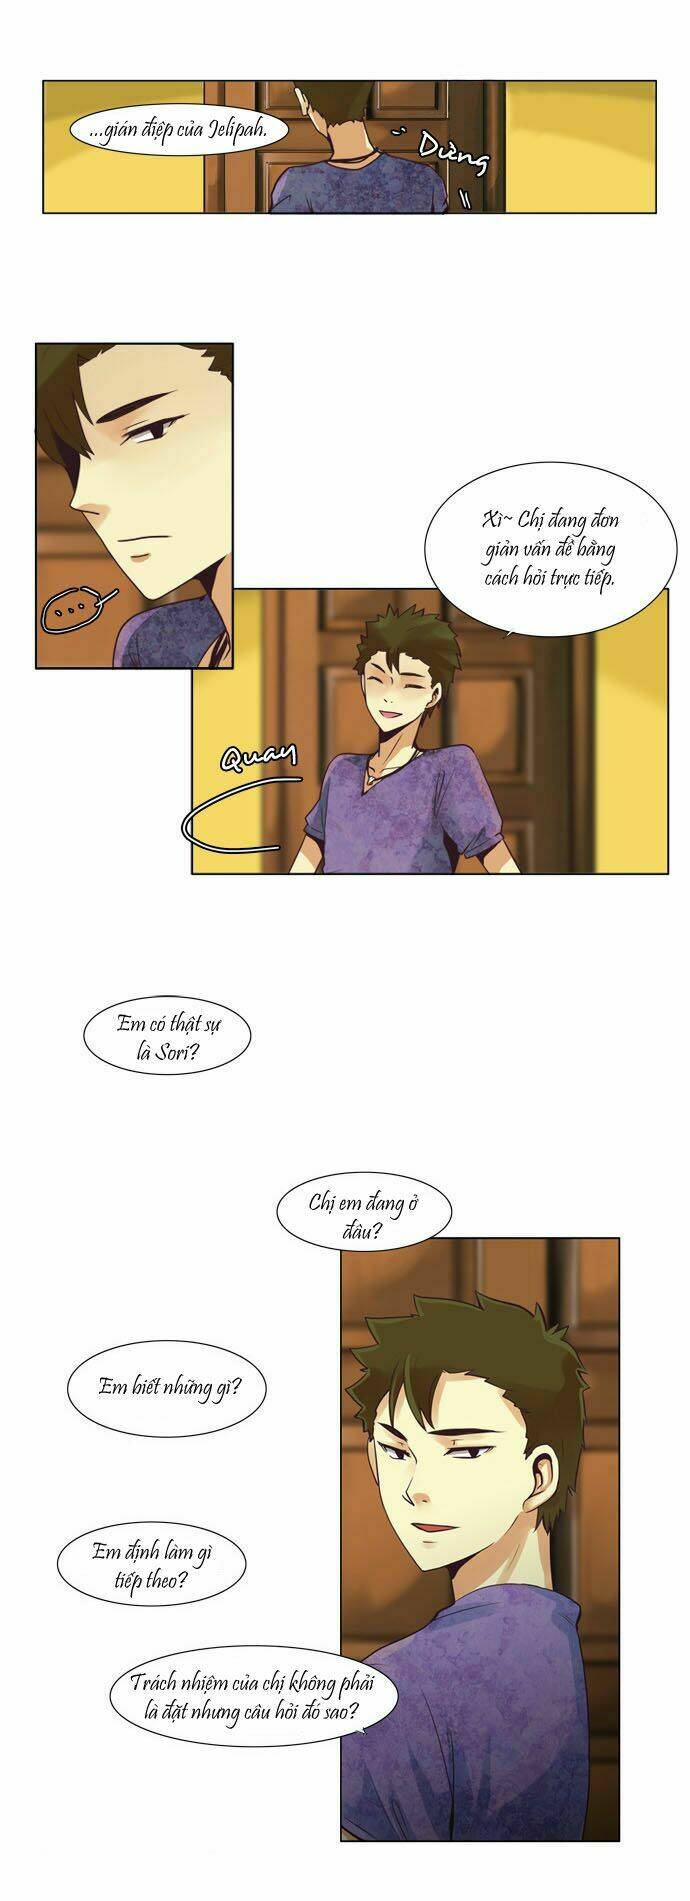 ...gián điệp của Jelipah.
Dừng
...
Xì~ Chị đang đơn
giản vấn đề bằng
cách hỏi trực tiếp.
Quay
Em có thật sự
là Sori?
Chị em đang ở
đâu?
Em biết những gì?
Em định làm gì
tiếp theo?
Trách nhiệm của chị không phải
là đặt nhưng câu hỏi đó sao?